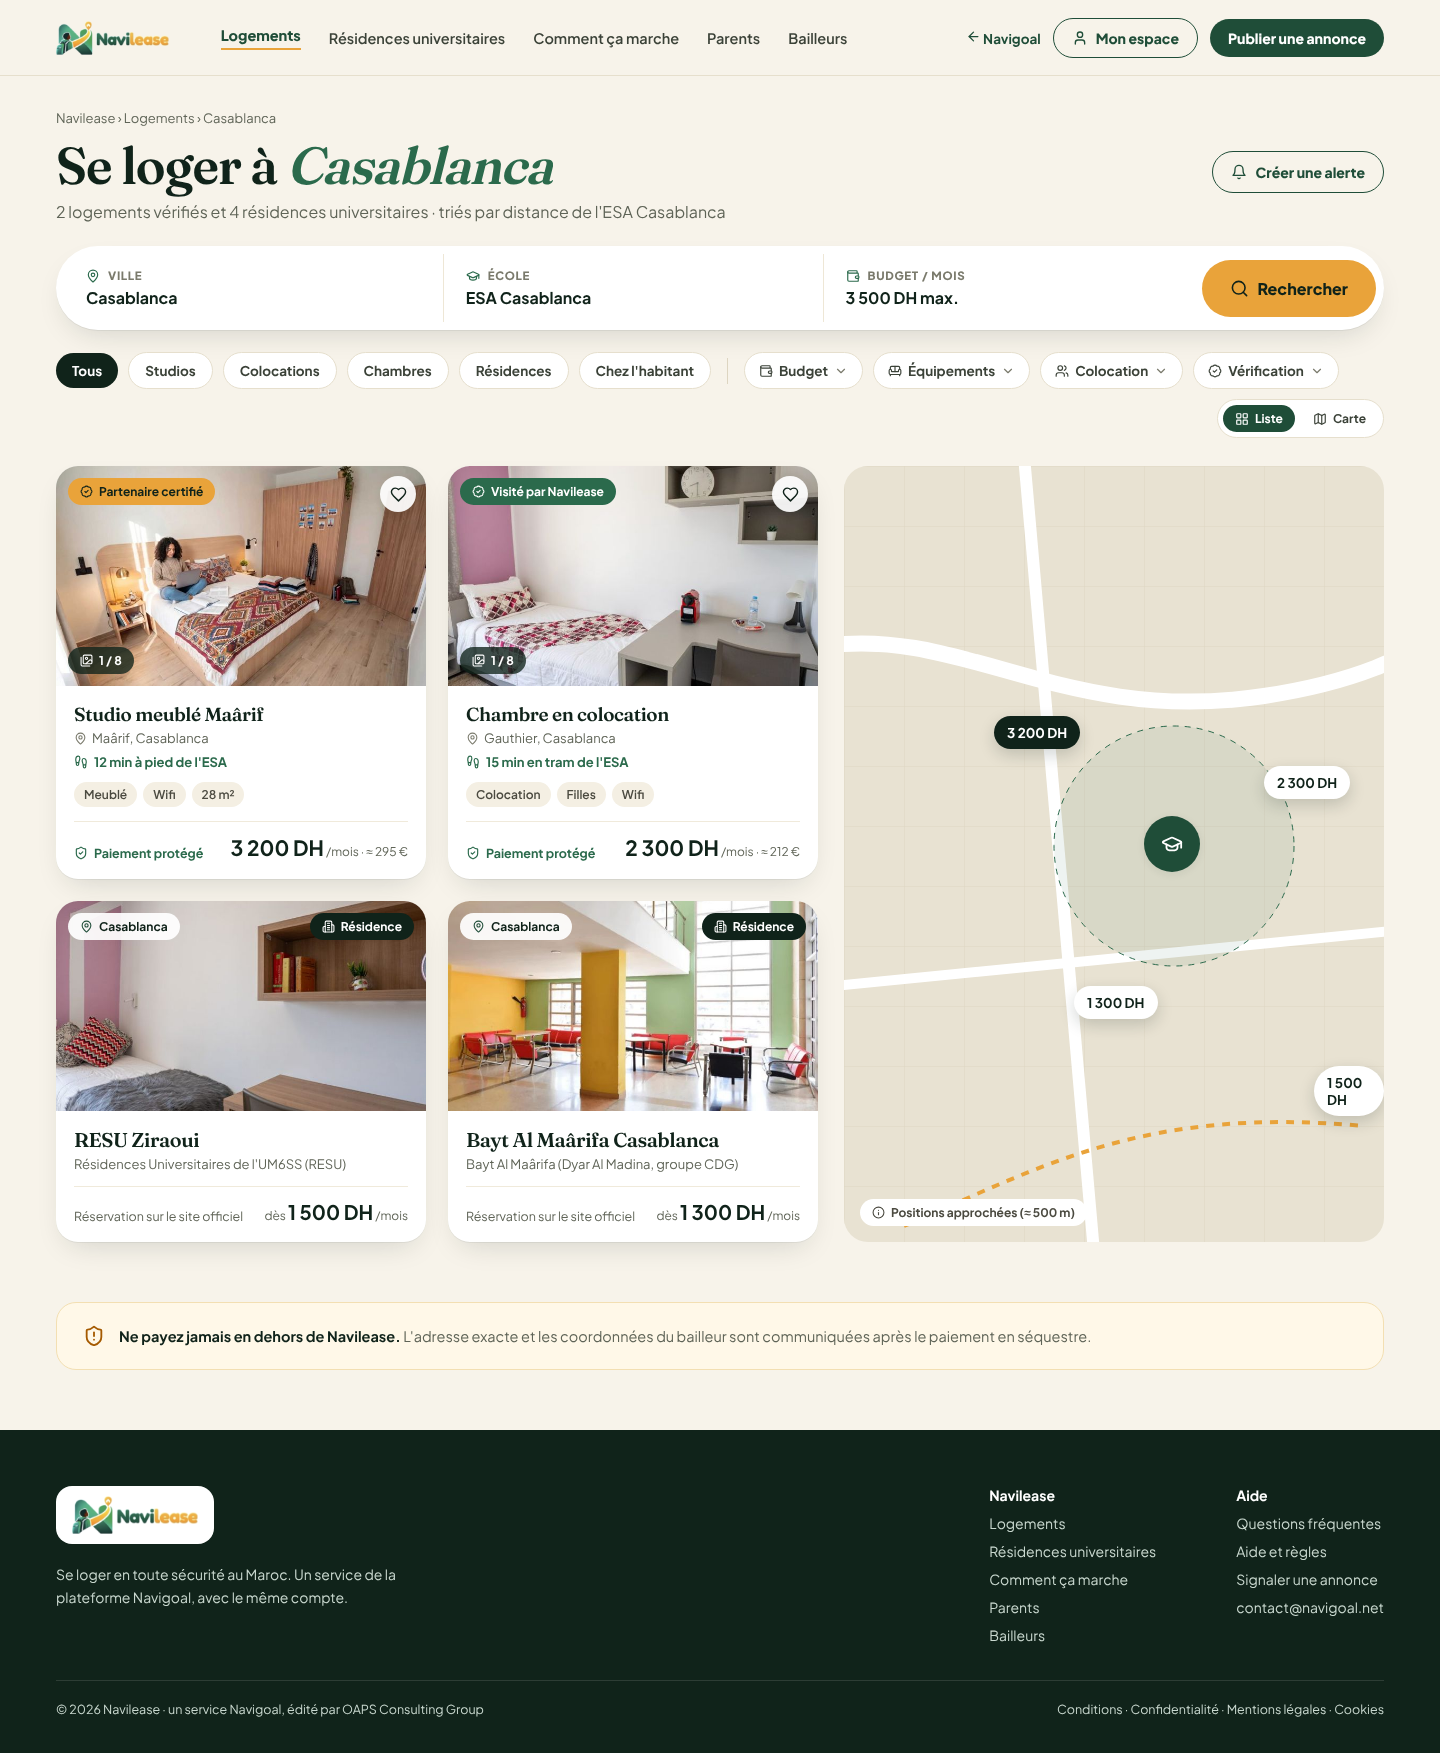 Navilease
Logements
Résidences universitaires
Comment ça marche
Parents
Bailleurs
← Navigoal
Mon espace
Publier une annonce
Navilease › Logements › Casablanca
Se loger à Casablanca
Créer une alerte
2 logements vérifiés et 4 résidences universitaires · triés par distance de l'ESA Casablanca
VILLE
Casablanca
ÉCOLE
ESA Casablanca
BUDGET / MOIS
3 500 DH max.
Rechercher
Tous
Studios
Colocations
Chambres
Résidences
Chez l'habitant
Budget
Équipements
Colocation
Vérification
Liste
Carte
Partenaire certifié
1 / 8
Studio meublé Maârif
Maârif, Casablanca
12 min à pied de l'ESA
Meublé
Wifi
28 m²
Paiement protégé
3 200 DH /mois · ≈ 295 €
Visité par Navilease
1 / 8
Chambre en colocation
Gauthier, Casablanca
15 min en tram de l'ESA
Colocation
Filles
Wifi
Paiement protégé
2 300 DH /mois · ≈ 212 €
Casablanca
Résidence
RESU Ziraoui
Résidences Universitaires de l'UM6SS (RESU)
Réservation sur le site officiel
dès 1 500 DH /mois
Casablanca
Résidence
Bayt Al Maârifa Casablanca
Bayt Al Maârifa (Dyar Al Madina, groupe CDG)
Réservation sur le site officiel
dès 1 300 DH /mois
3 200 DH
2 300 DH
1 300 DH
1 500
DH
Positions approchées (≈ 500 m)
Ne payez jamais en dehors de Navilease. L'adresse exacte et les coordonnées du bailleur sont communiquées après le paiement en séquestre.
Navilease
Se loger en toute sécurité au Maroc. Un service de la
plateforme Navigoal, avec le même compte.
Navilease
Logements
Résidences universitaires
Comment ça marche
Parents
Bailleurs
Aide
Questions fréquentes
Aide et règles
Signaler une annonce
contact@navigoal.net
© 2026 Navilease · un service Navigoal, édité par OAPS Consulting Group
Conditions · Confidentialité · Mentions légales · Cookies